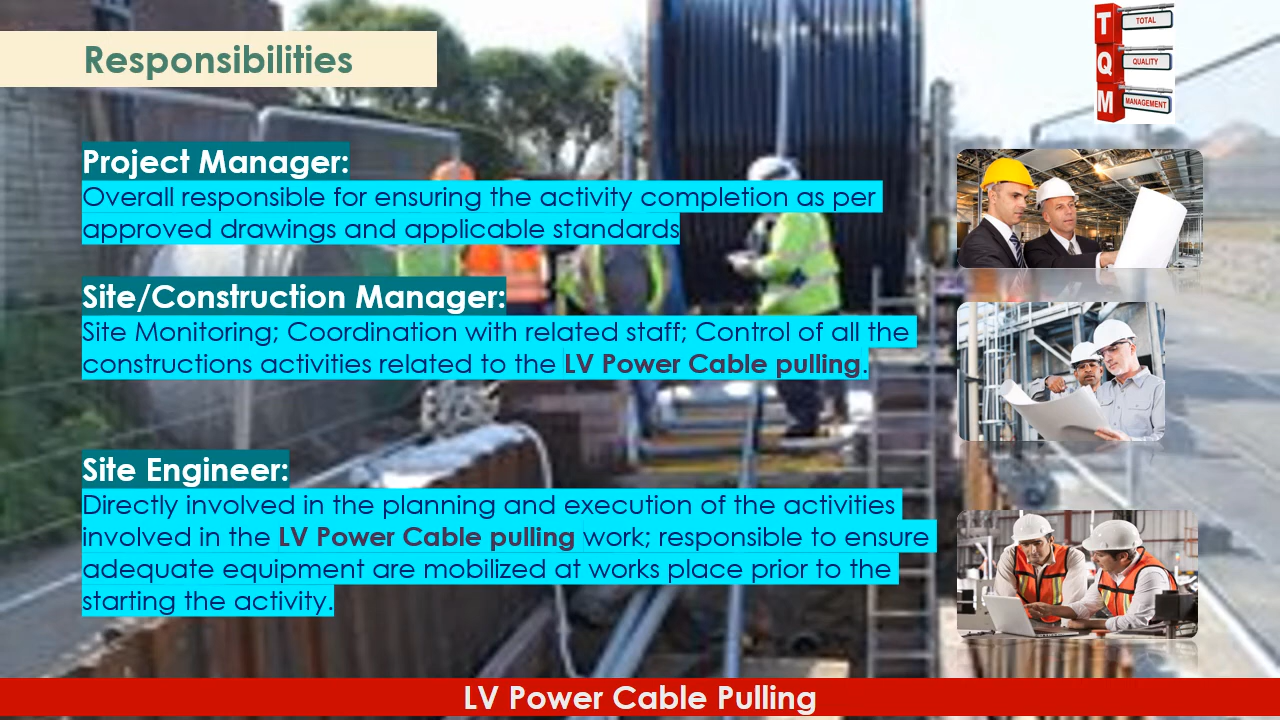 Responsibilities
T
Q
M
TOTAL
QUALITY
MANAGEMENT
Project Manager:
Overall responsible for ensuring the activity completion as per
approved drawings and applicable standards
Site/Construction Manager:
Site Monitoring; Coordination with related staff; Control of all the
constructions activities related to the LV Power Cable pulling.
Site Engineer:
Directly involved in the planning and execution of the activities
involved in the LV Power Cable pulling work; responsible to ensure
adequate equipment are mobilized at works place prior to the
starting the activity.
LV Power Cable Pulling